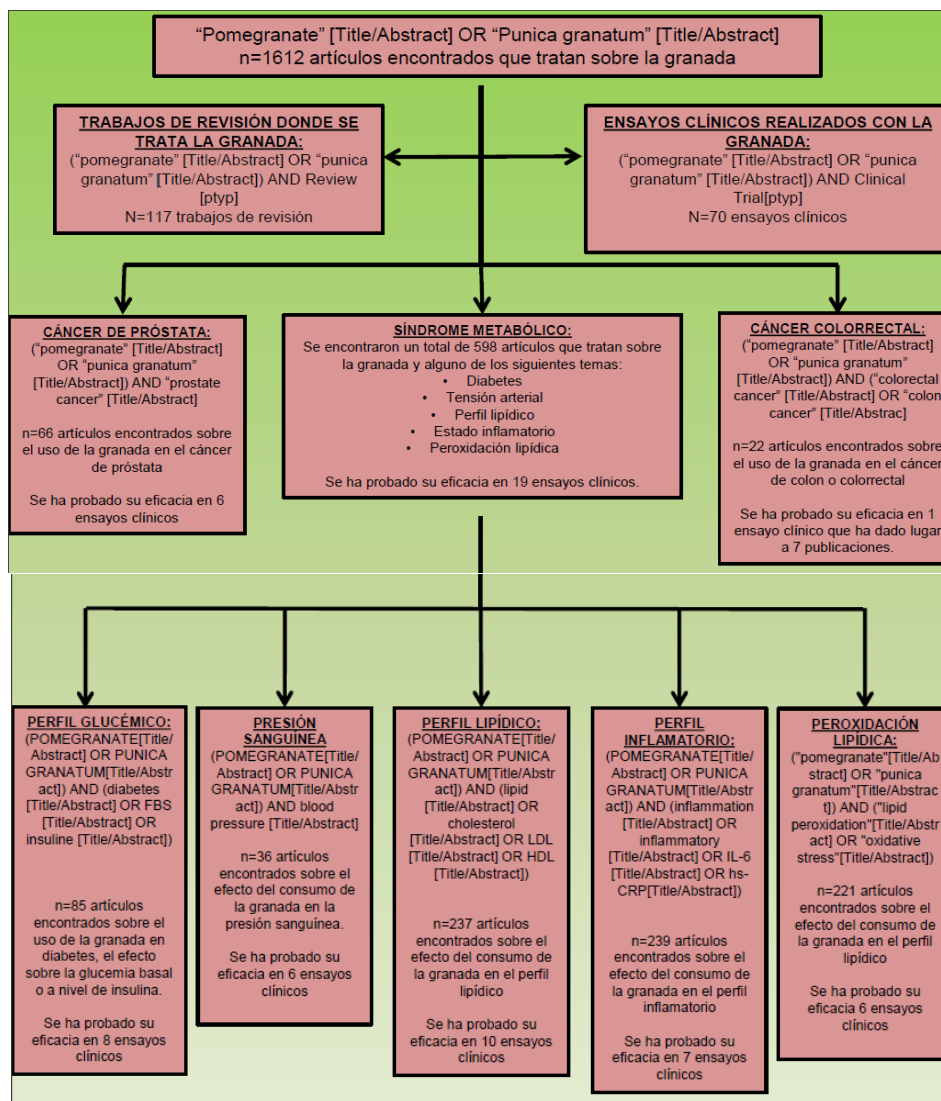 “Pomegranate” [Title/Abstract] OR “Punica granatum” [Title/Abstract]
n=1612 artículos encontrados que tratan sobre la granada
TRABAJOS DE REVISIÓN DONDE SE
TRATA LA GRANADA:
(“pomegranate” [Title/Abstract] OR “punica
granatum” [Title/Abstract]) AND Review
[ptyp]
N=117 trabajos de revisión
ENSAYOS CLÍNICOS REALIZADOS CON LA
GRANADA:
(“pomegranate” [Title/Abstract] OR “punica
granatum” [Title/Abstract]) AND Clinical
Trial[ptyp]
N=70 ensayos clínicos
CÁNCER DE PRÓSTATA:
(“pomegranate” [Title/Abstract]
OR “punica granatum”
[Title/Abstract]) AND “prostate
cancer” [Title/Abstract]
n=66 artículos encontrados sobre
el uso de la granada en el cáncer
de próstata
Se ha probado su eficacia en 6
ensayos clínicos
SÍNDROME METABÓLICO:
Se encontraron un total de 598 artículos que tratan sobre
la granada y alguno de los siguientes temas:
• Diabetes
• Tensión arterial
• Perfil lipídico
• Estado inflamatorio
• Peroxidación lipídica
Se ha probado su eficacia en 19 ensayos clínicos.
CÁNCER COLORRECTAL:
(“pomegranate” [Title/Abstract]
OR “punica granatum”
[Title/Abstract]) AND (“colorectal
cancer” [Title/Abstract] OR “colon
cancer” [Title/Abstrac]
n=22 artículos encontrados sobre
el uso de la granada en el cáncer
de colon o colorrectal
Se ha probado su eficacia en 1
ensayo clínico que ha dado lugar
a 7 publicaciones.
PERFIL GLUCÉMICO:
(POMEGRANATE[Title/
Abstract] OR PUNICA
GRANATUM[Title/Abstr
act]) AND (diabetes
[Title/Abstract] OR FBS
[Title/Abstract] OR
insuline [Title/Abstract])
n=85 artículos
encontrados sobre el
uso de la granada en
diabetes, el efecto
sobre la glucemia basal
o a nivel de insulina.
Se ha probado su
eficacia en 8 ensayos
clínicos
PRESIÓN
SANGUÍNEA
(POMEGRANATE[Title/
Abstract] OR PUNICA
GRANATUM[Title/Abstr
act]) AND blood
pressure [Title/Abstract]
n=36 artículos
encontrados sobre el
efecto del consumo de
la granada en la
presión sanguínea.
Se ha probado su
eficacia en 6 ensayos
clínicos
PERFIL LIPÍDICO:
(POMEGRANATE[Title/
Abstract] OR PUNICA
GRANATUM[Title/Abstr
act]) AND (lipid
[Title/Abstract] OR
cholesterol
[Title/Abstract] OR LDL
[Title/Abstract] OR HDL
[Title/Abstract])
n=237 artículos
encontrados sobre el
efecto del consumo de
la granada en el perfil
lipídico
Se ha probado su
eficacia en 10 ensayos
clínicos
PERFIL
INFLAMATORIO:
(POMEGRANATE[Title/
Abstract] OR PUNICA
GRANATUM[Title/Abstr
act]) AND (inflammation
[Title/Abstract] OR
inflammatory
[Title/Abstract] OR IL-6
[Title/Abstract] OR hs-
CRP[Title/Abstract])
n=239 artículos
encontrados sobre el
efecto del consumo de
la granada en el perfil
inflamatorio
Se ha probado su
eficacia en 7 ensayos
clínicos
PEROXIDACIÓN
LIPÍDICA:
("pomegranate"[Title/Ab
stract] OR "punica
granatum"[Title/Abstrac
t]) AND ("lipid
peroxidation"[Title/Abstr
act] OR "oxidative
stress"[Title/Abstract])
n=221 artículos
encontrados sobre el
efecto del consumo de
la granada en el perfil
lipídico
Se ha probado su
eficacia 6 ensayos
clínicos